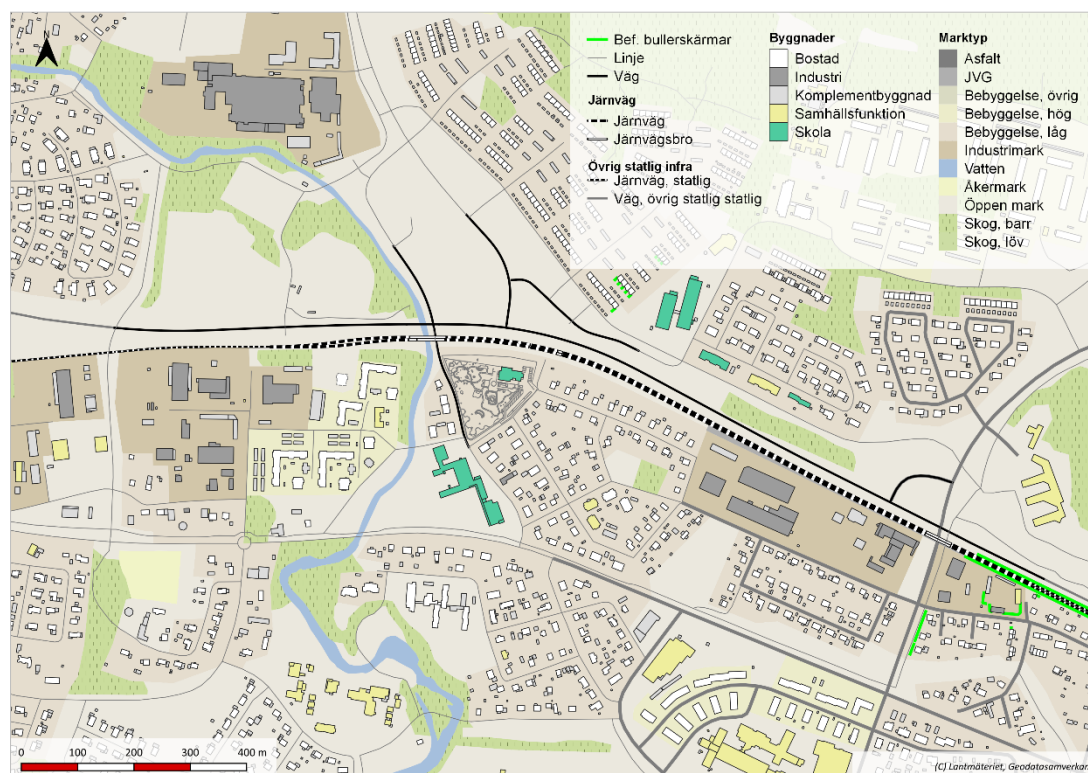 N
Bef. bullerskärmar
Linje
Väg
Järnväg
Järnväg
Järnvägsbro
Övrig statlig infra
Järnväg, statlig
Väg, övrig statlig statlig
Byggnader
Bostad
Industri
Komplementbyggnad
Samhällsfunktion
Skola
Marktyp
Asfalt
JVG
Bebyggelse, övrig
Bebyggelse, hög
Bebyggelse, låg
Industrimark
Vatten
Åkermark
Öppen mark
Skog, barr
Skog, löv
0 100 200 300 400 m
(C) Lantmäteriet, Geodatasamverkan